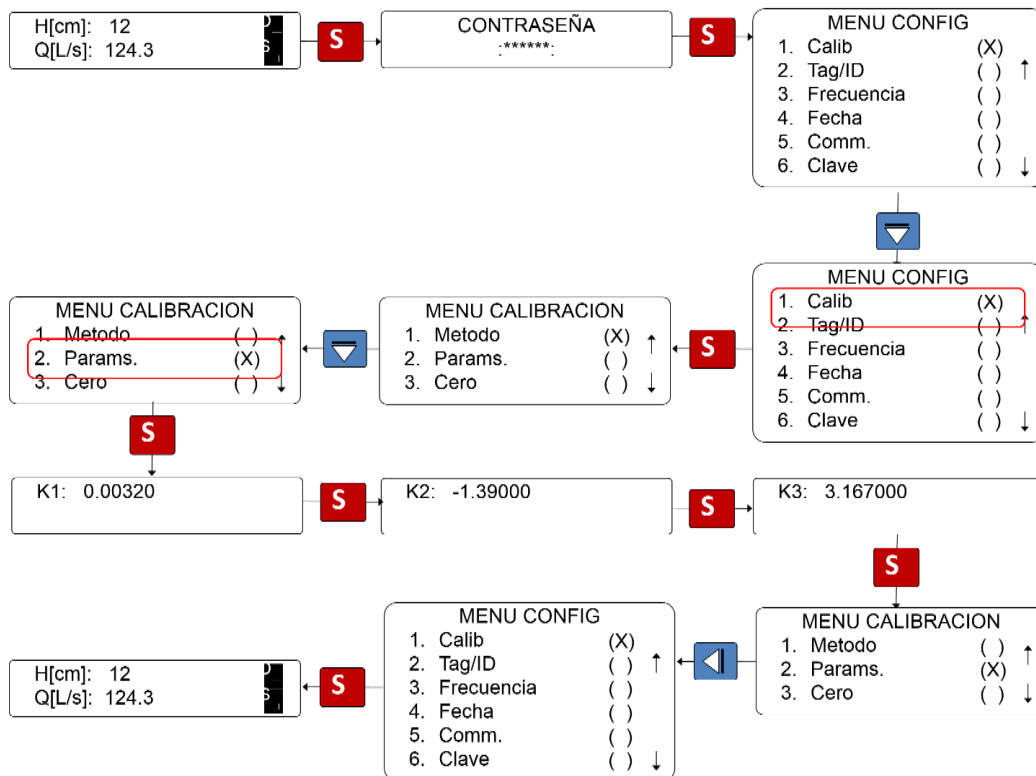 H[cm]: 12
Q[L/s]: 124.3
S
CONTRASEÑA
:******:
S
MENU CONFIG
1. Calib (X)
2. Tag/ID ( ) ↑
3. Frecuencia ( )
4. Fecha ( )
5. Comm. ( )
6. Clave ( ) ↓
MENU CONFIG
1. Calib (X)
2. Tag/ID ( ) ↑
3. Frecuencia ( )
4. Fecha ( )
5. Comm. ( )
6. Clave ( ) ↓
S
MENU CALIBRACION
1. Metodo (X) ↑
2. Params. ( )
3. Cero ( ) ↓
MENU CALIBRACION
1. Metodo ( ) ↑
2. Params. (X)
3. Cero ( ) ↓
S
K1: 0.00320
S
K2: -1.39000
S
K3: 3.167000
S
MENU CALIBRACION
1. Metodo ( ) ↑
2. Params. (X)
3. Cero ( ) ↓
MENU CONFIG
1. Calib (X)
2. Tag/ID ( ) ↑
3. Frecuencia ( )
4. Fecha ( )
5. Comm. ( )
6. Clave ( ) ↓
S
H[cm]: 12
Q[L/s]: 124.3